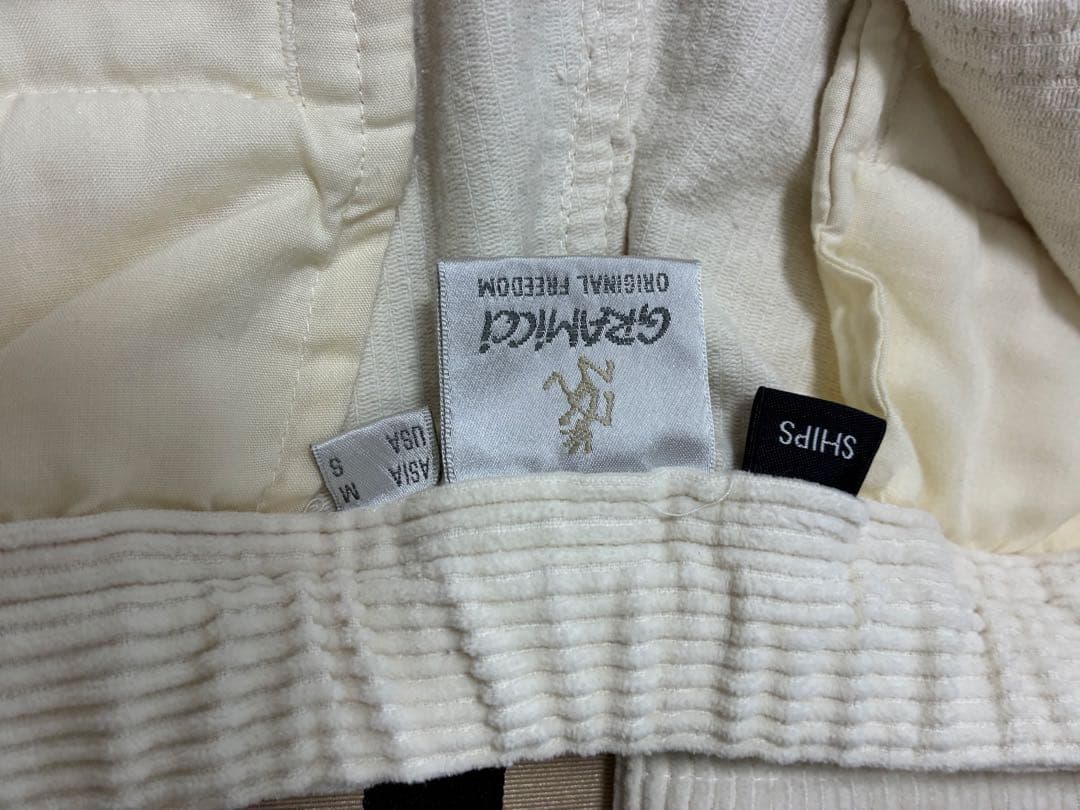 GRAMiCCi
ORIGINAL FREEDOM
ASIA M
USA S
SHIPS